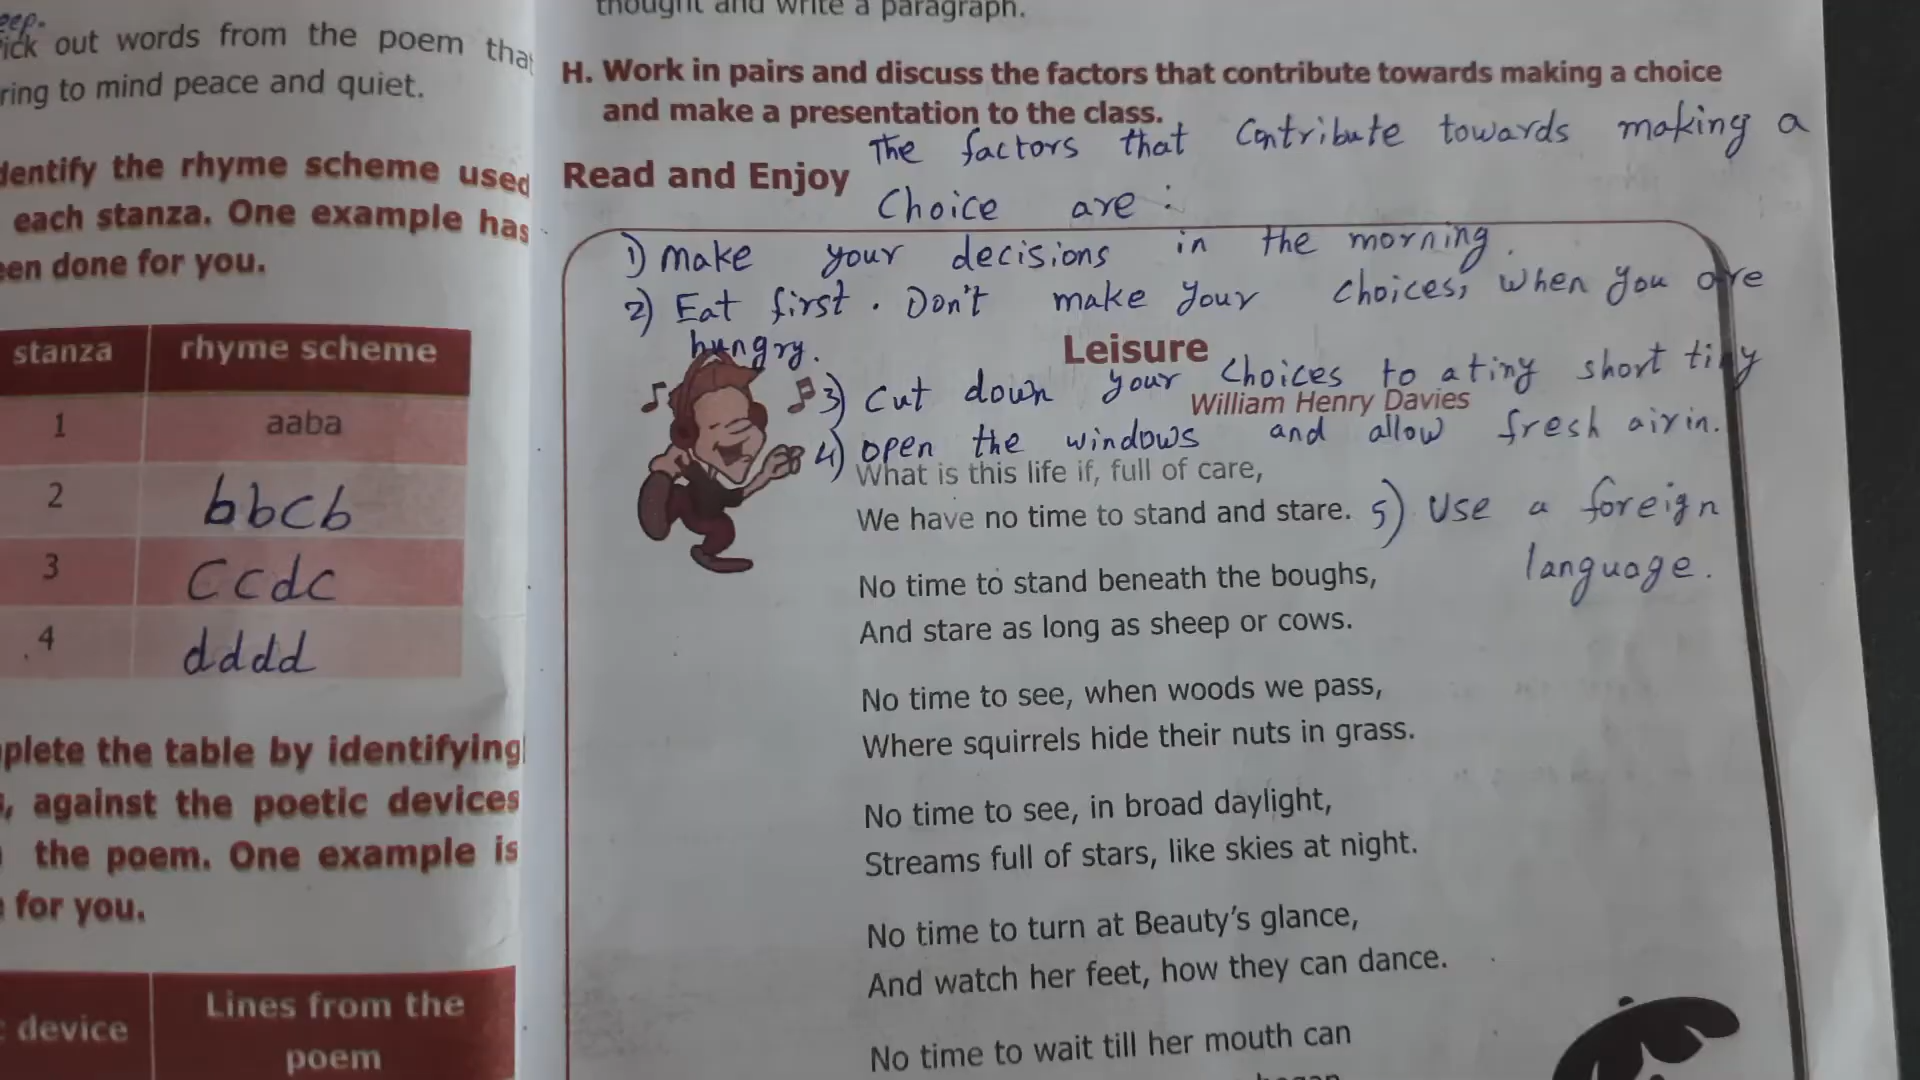 eep.
ick out words from the poem that
ring to mind peace and quiet.
dentify the rhyme scheme used
each stanza. One example has
een done for you.
stanza rhyme scheme
1 aaba
2 bbcb
3 ccdc
4 dddd
plete the table by identifying
, against the poetic devices
the poem. One example is
for you.
device Lines from the
poem
thought and write a paragraph.
H. Work in pairs and discuss the factors that contribute towards making a choice
and make a presentation to the class.
The factors that Contribute towards making a
Read and Enjoy
Choice are :
1) Make your decisions in the morning.
2) Eat first. Don't make your choices, when you are
hungry.
Leisure
3) Cut down your choices to a tiny short tiny
William Henry Davies
4) open the windows and allow fresh air in.
What is this life if, full of care,
We have no time to stand and stare.
5) Use a foreign
language.
No time to stand beneath the boughs,
And stare as long as sheep or cows.
No time to see, when woods we pass,
Where squirrels hide their nuts in grass.
No time to see, in broad daylight,
Streams full of stars, like skies at night.
No time to turn at Beauty's glance,
And watch her feet, how they can dance.
No time to wait till her mouth can